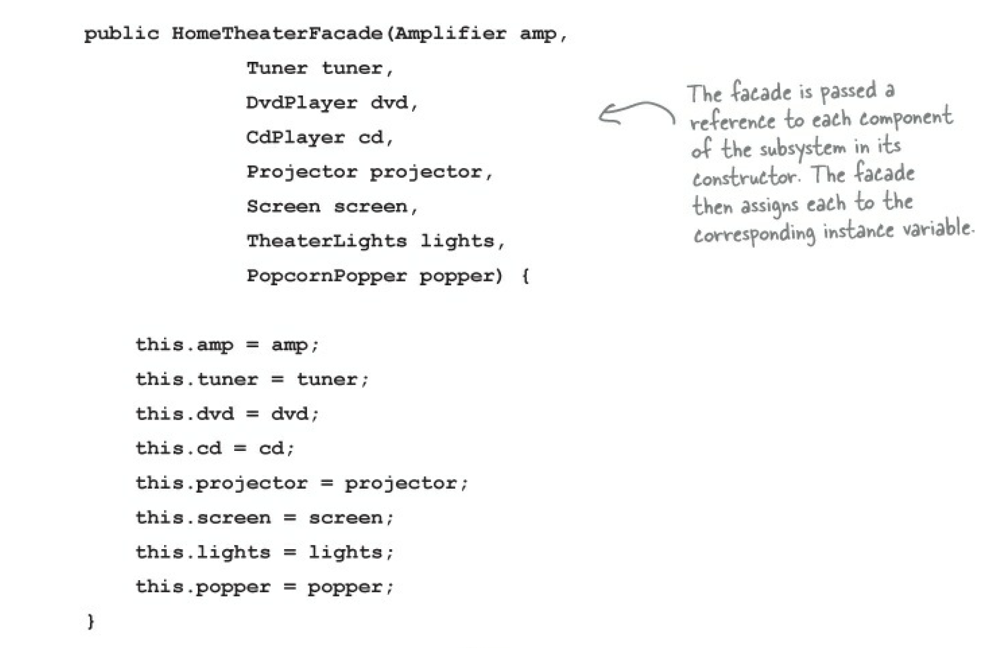 public HomeTheaterFacade(Amplifier amp,
Tuner tuner,
DvdPlayer dvd,
CdPlayer cd,
Projector projector,
Screen screen,
TheaterLights lights,
PopcornPopper popper) {
The facade is passed a
reference to each component
of the subsystem in its
constructor. The facade
then assigns each to the
corresponding instance variable.
this.amp = amp;
this.tuner = tuner;
this.dvd = dvd;
this.cd = cd;
this.projector = projector;
this.screen = screen;
this.lights = lights;
this.popper = popper;
}